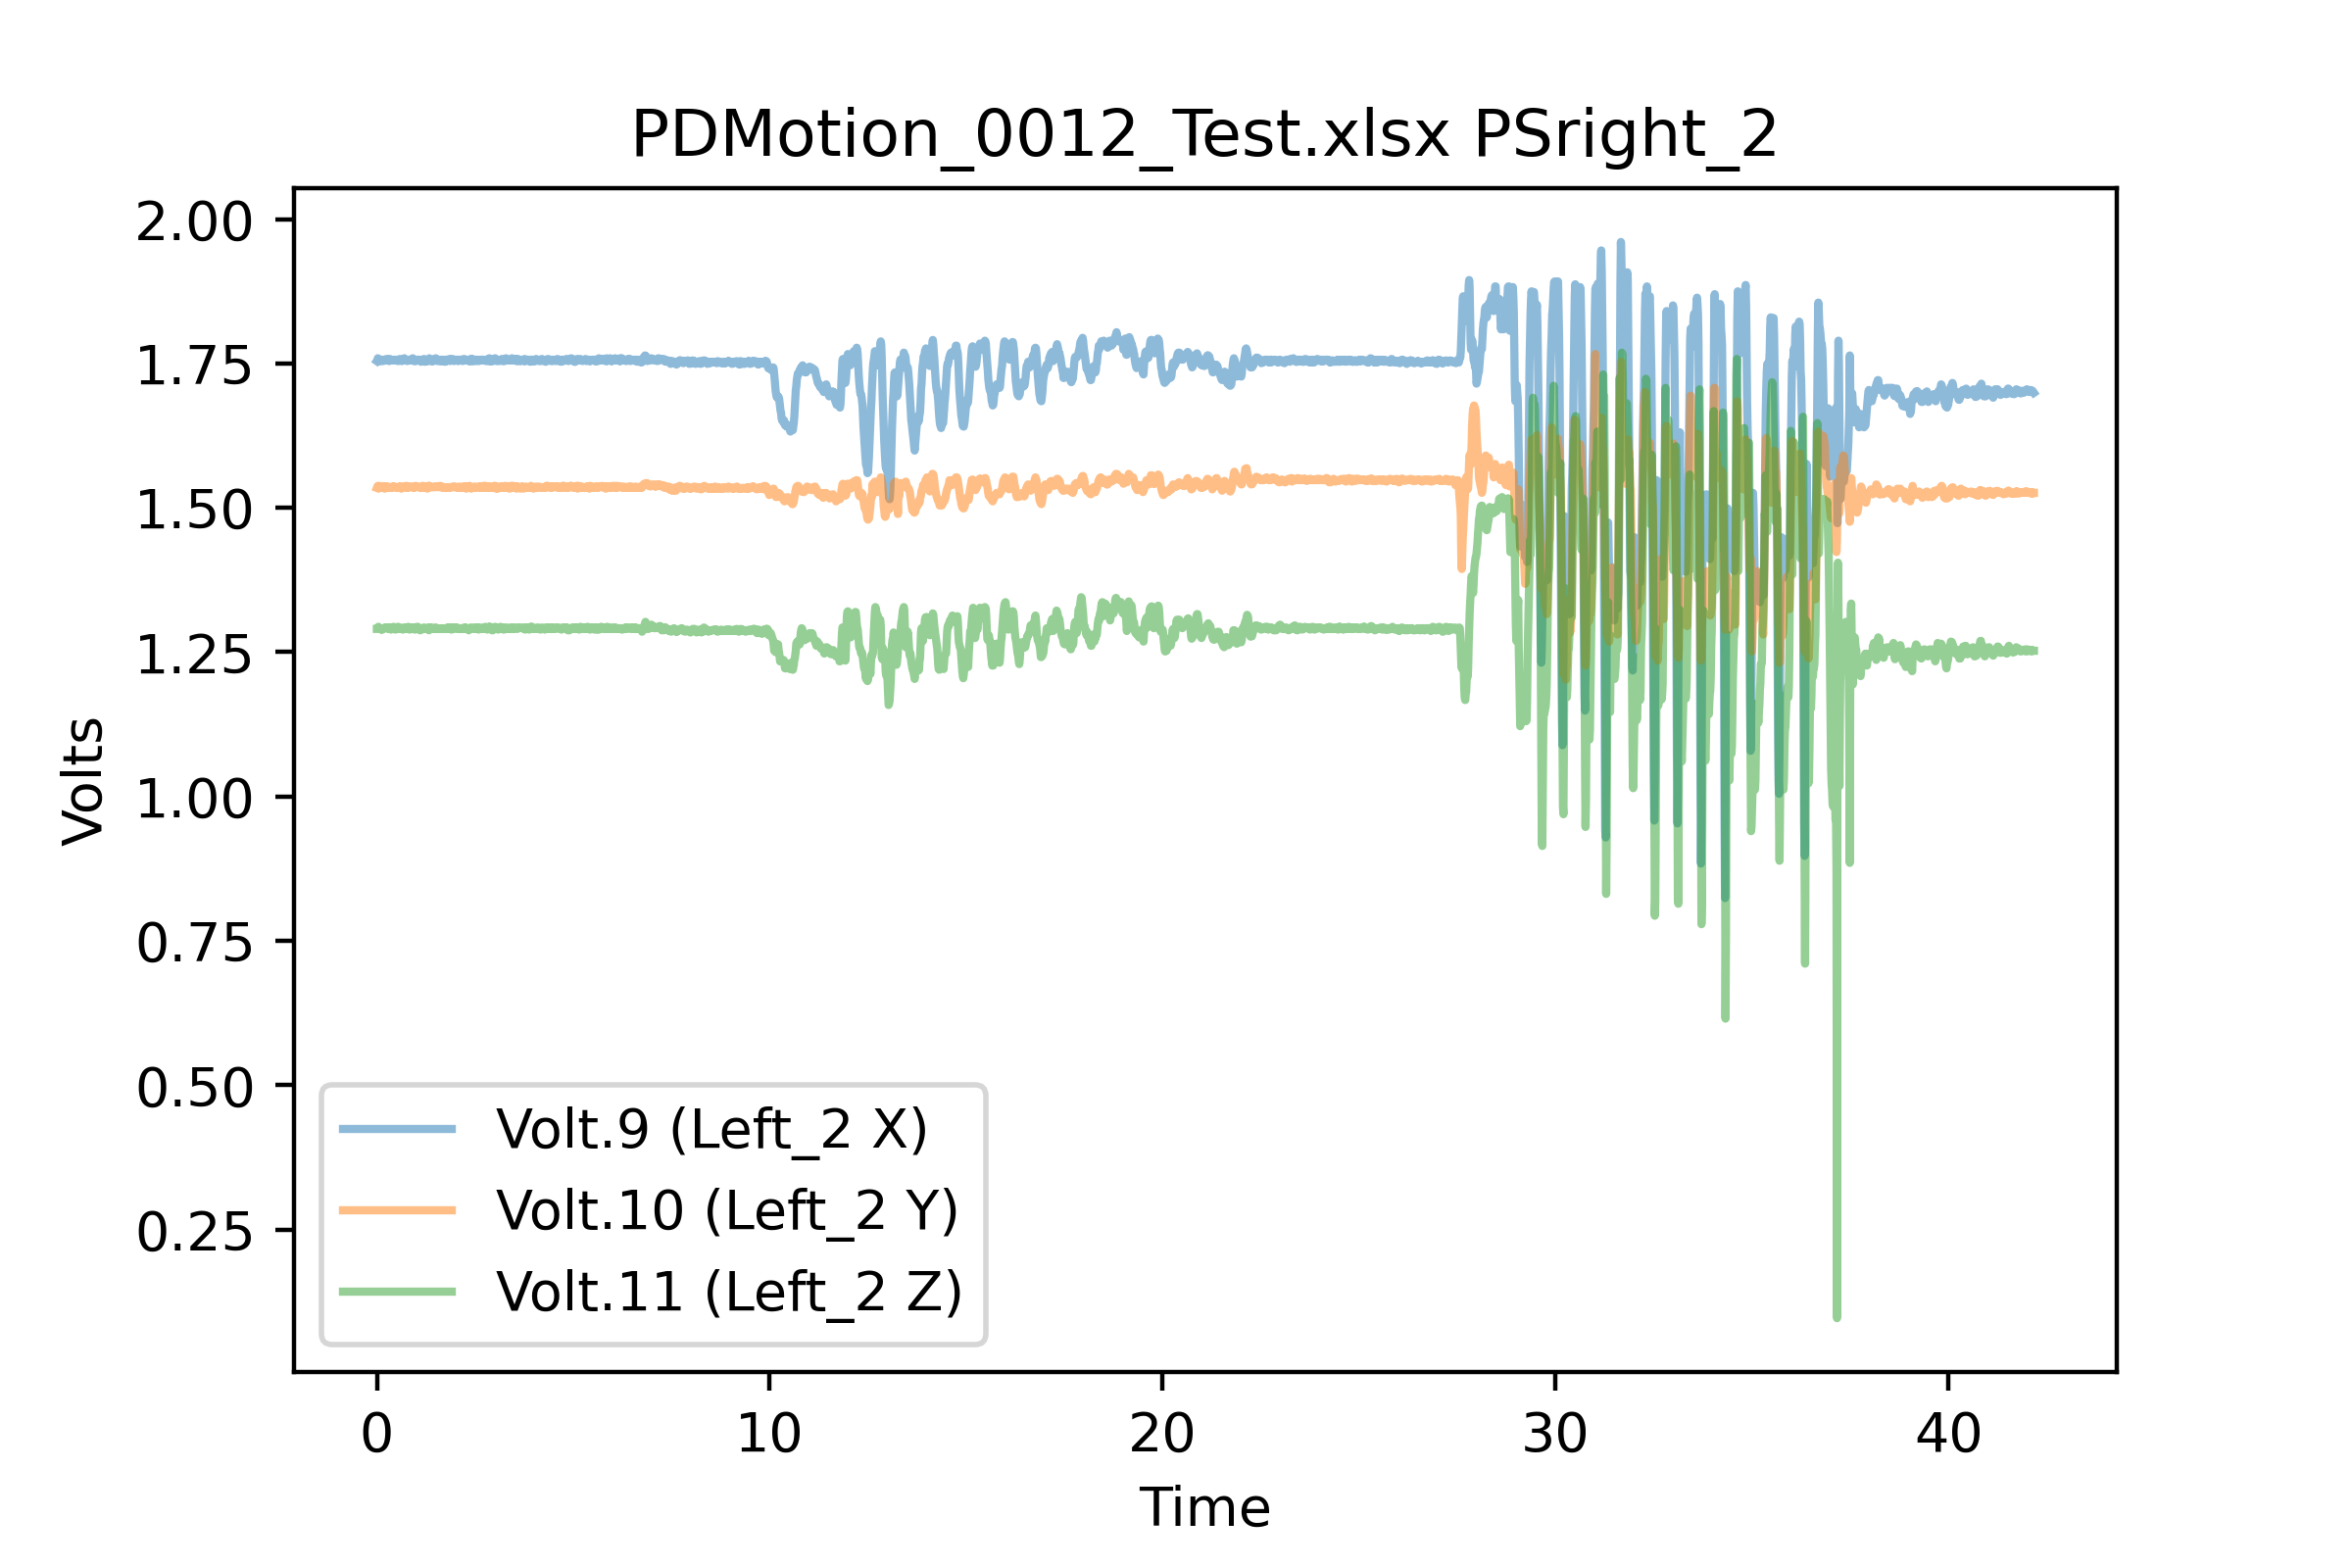 PDMotion_0012_Test.xlsx PSright_2
2.00
1.75
1.50
1.25
1.00
0.75
0.50
0.25
Volts
Volt.9 (Left_2 X)
Volt.10 (Left_2 Y)
Volt.11 (Left_2 Z)
0 10 20 30 40
Time